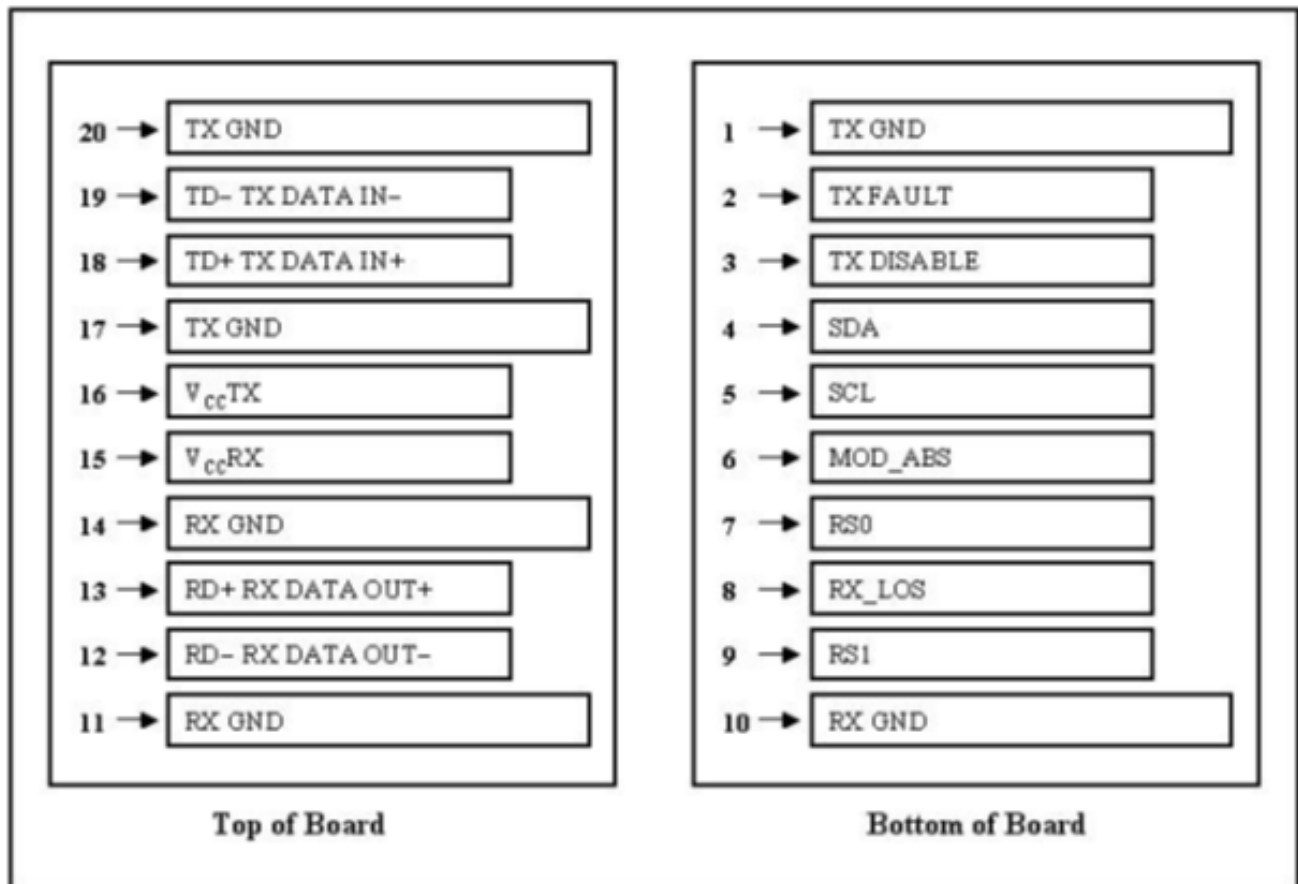 20 TX GND
19 TD– TX DATA IN–
18 TD+ TX DATA IN+
17 TX GND
16 VCCTX
15 VCCRX
14 RX GND
13 RD+ RX DATA OUT+
12 RD– RX DATA OUT–
11 RX GND
Top of Board
1 TX GND
2 TX FAULT
3 TX DISABLE
4 SDA
5 SCL
6 MOD_ABS
7 RS0
8 RX_LOS
9 RS1
10 RX GND
Bottom of Board